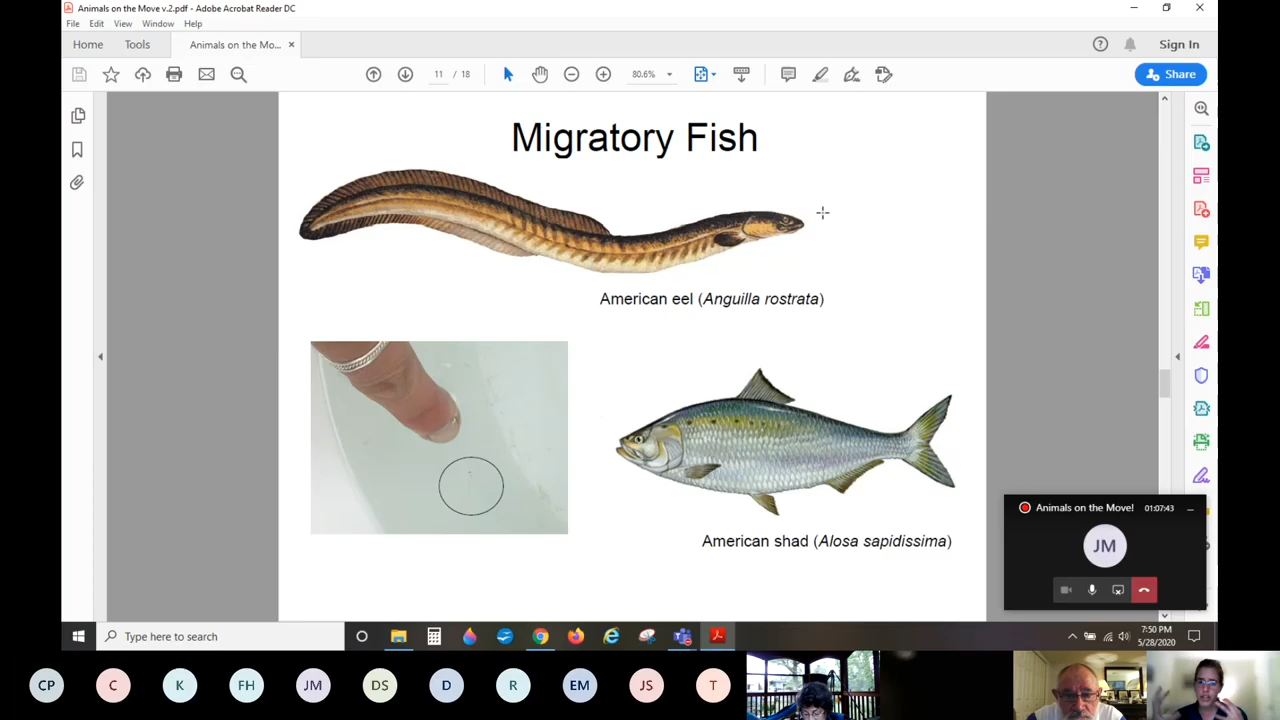 Animals on the Move v.2.pdf - Adobe Acrobat Reader DC
File Edit View Window Help
Home Tools Animals on the Mo... × Sign In
11 / 18 80.6% Share
Migratory Fish
American eel (Anguilla rostrata)
American shad (Alosa sapidissima)
Animals on the Move! 01:07:43
JM
Type here to search
7:50 PM
5/28/2020
CP C K FH JM DS D R EM JS T